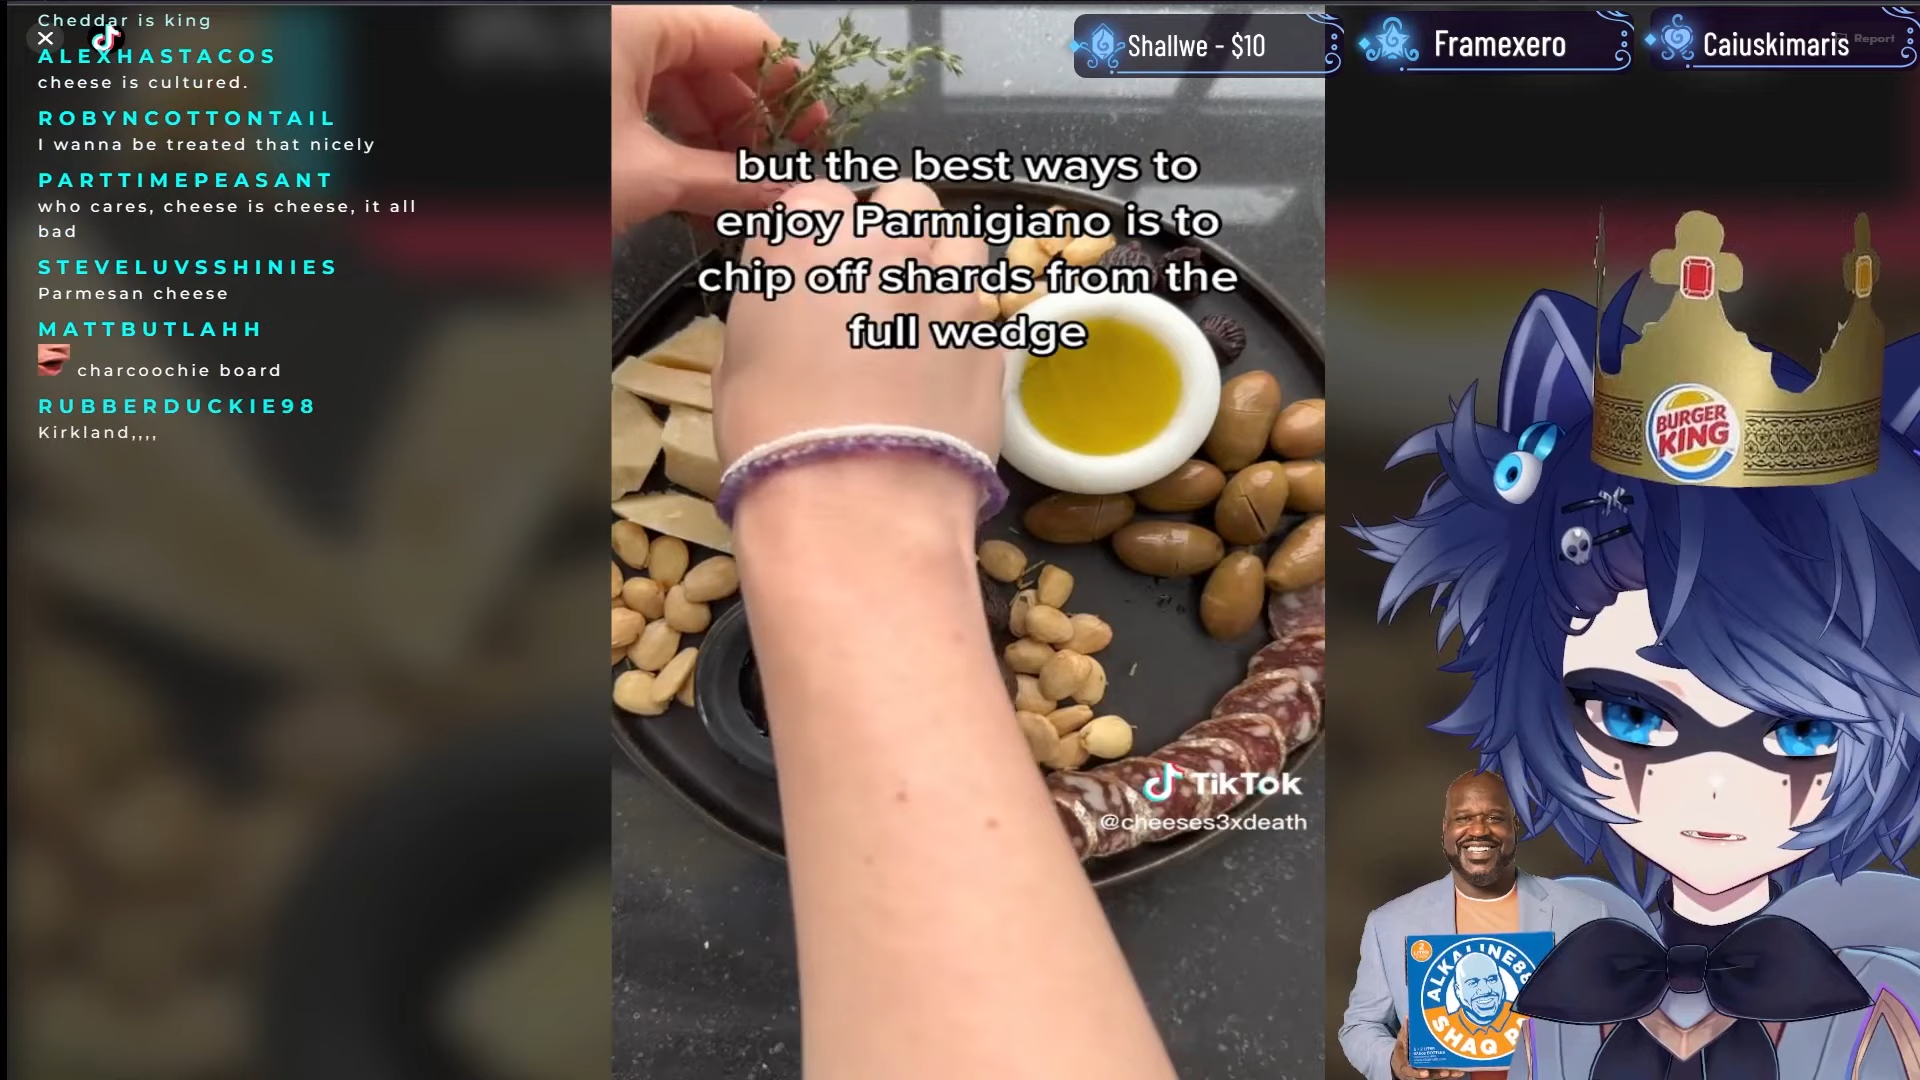 Cheddar is king
ALEXHASTACOS
cheese is cultured.
ROBYNCOTTONTAIL
I wanna be treated that nicely
PARTTIMEPEASANT
who cares, cheese is cheese, it all
bad
STEVELUVSSHINIES
Parmesan cheese
MATTBUTLAHH
charcoochie board
RUBBERDUCKIE98
Kirkland,,,,
but the best ways to
enjoy Parmigiano is to
chip off shards from the
full wedge
TikTok
@cheeses3xdeath
Shallwe - $10
Framexero
Caiuskimaris
Report
BURGER
KING
ALKALINE88
SHAQ